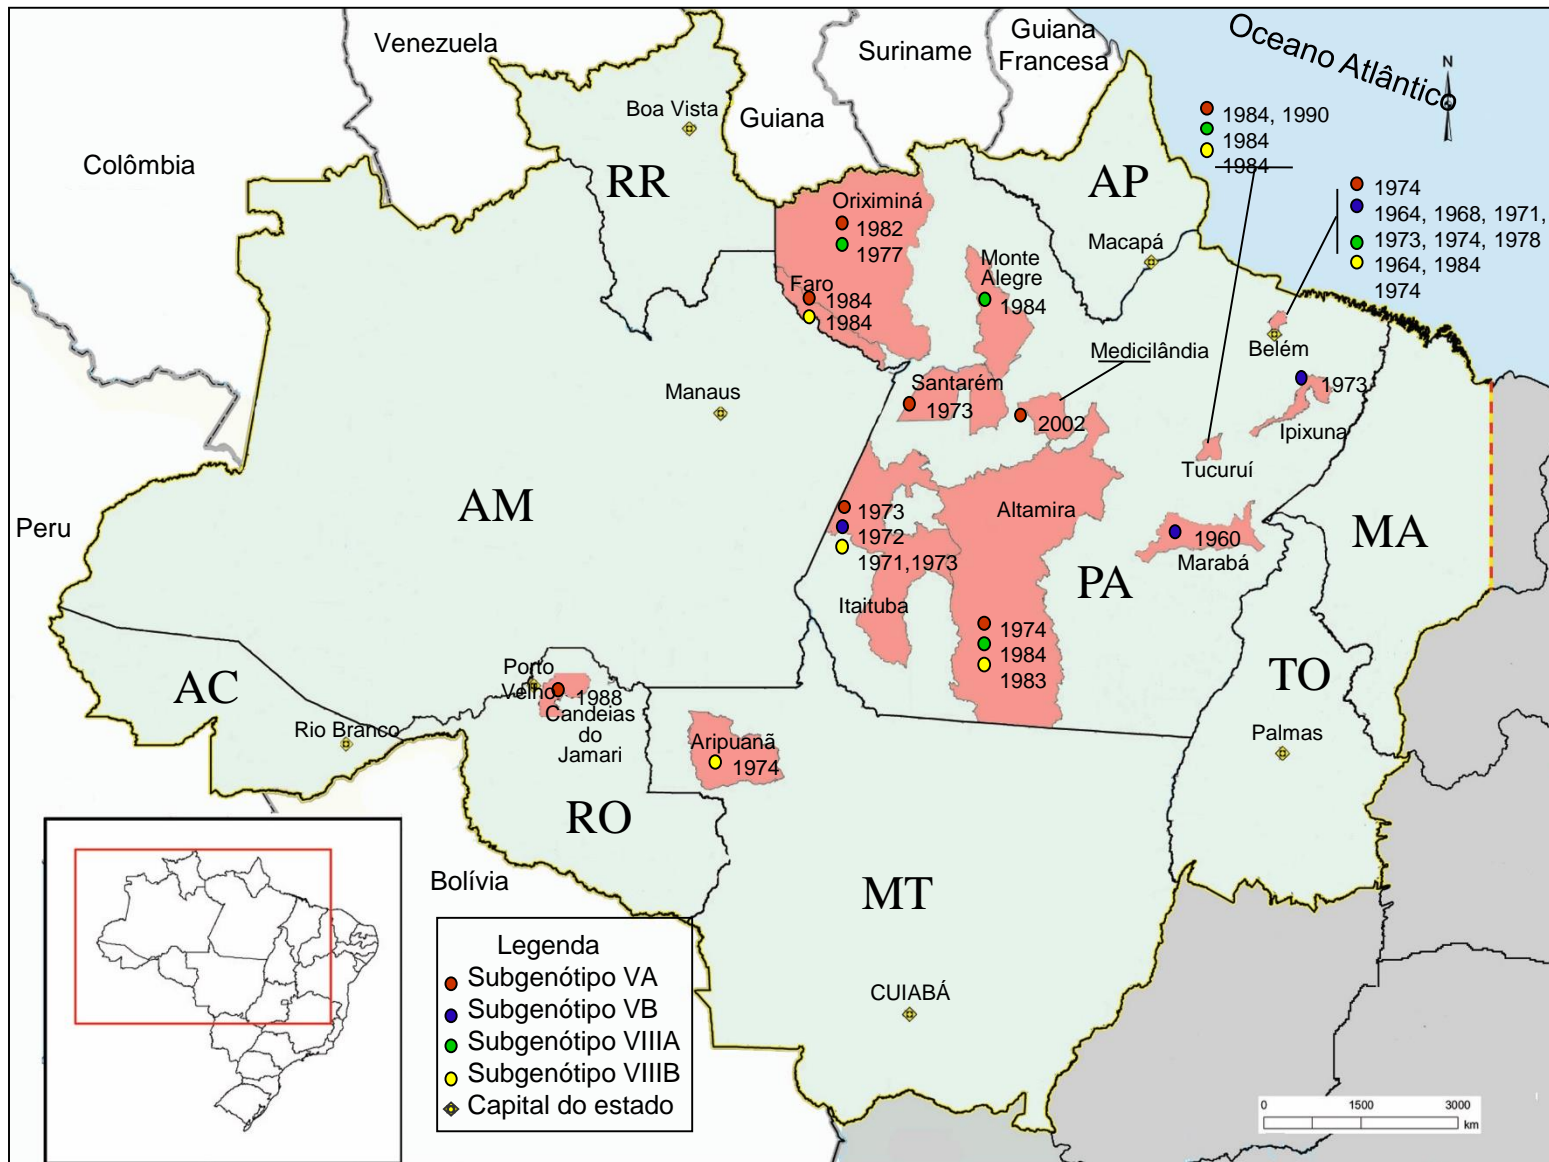 Oceano Atlântico
Venezuela
Suriname
Guiana
Francesa
N
Boa Vista
Guiana
Colômbia
RR
AP
1984, 1990
1984
1984
1974
1964, 1968, 1971,
1973, 1974, 1978
1964, 1984
1974
Oriximiná
1982
1977
Macapá
Monte
Alegre
1984
Faro
1984
1984
Belém
Medicilândia
Manaus
Santarém
1973
2002
1973
Ipixuna
Tucuruí
AM
Peru
Altamira
1973
1972
1971,1973
Itaituba
1960
Marabá
MA
PA
1974
1984
1983
TO
AC
Porto
Velho
1988
Candeias
do
Jamari
Rio Branco
Aripuanã
1974
Palmas
RO
Bolívia
MT
CUIABÁ
Legenda
Subgenótipo VA
Subgenótipo VB
Subgenótipo VIIIA
Subgenótipo VIIIB
Capital do estado
0 1500 3000
km